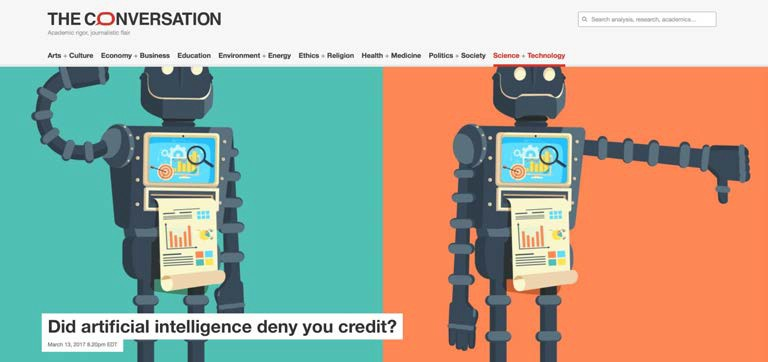 THE CONVERSATION
Academic rigor, journalistic flair
Search analysis, research, academics...
Arts + Culture Economy + Business Education Environment + Energy Ethics + Religion Health + Medicine Politics + Society Science + Technology
Did artificial intelligence deny you credit?
March 13, 2017 8.20pm EDT